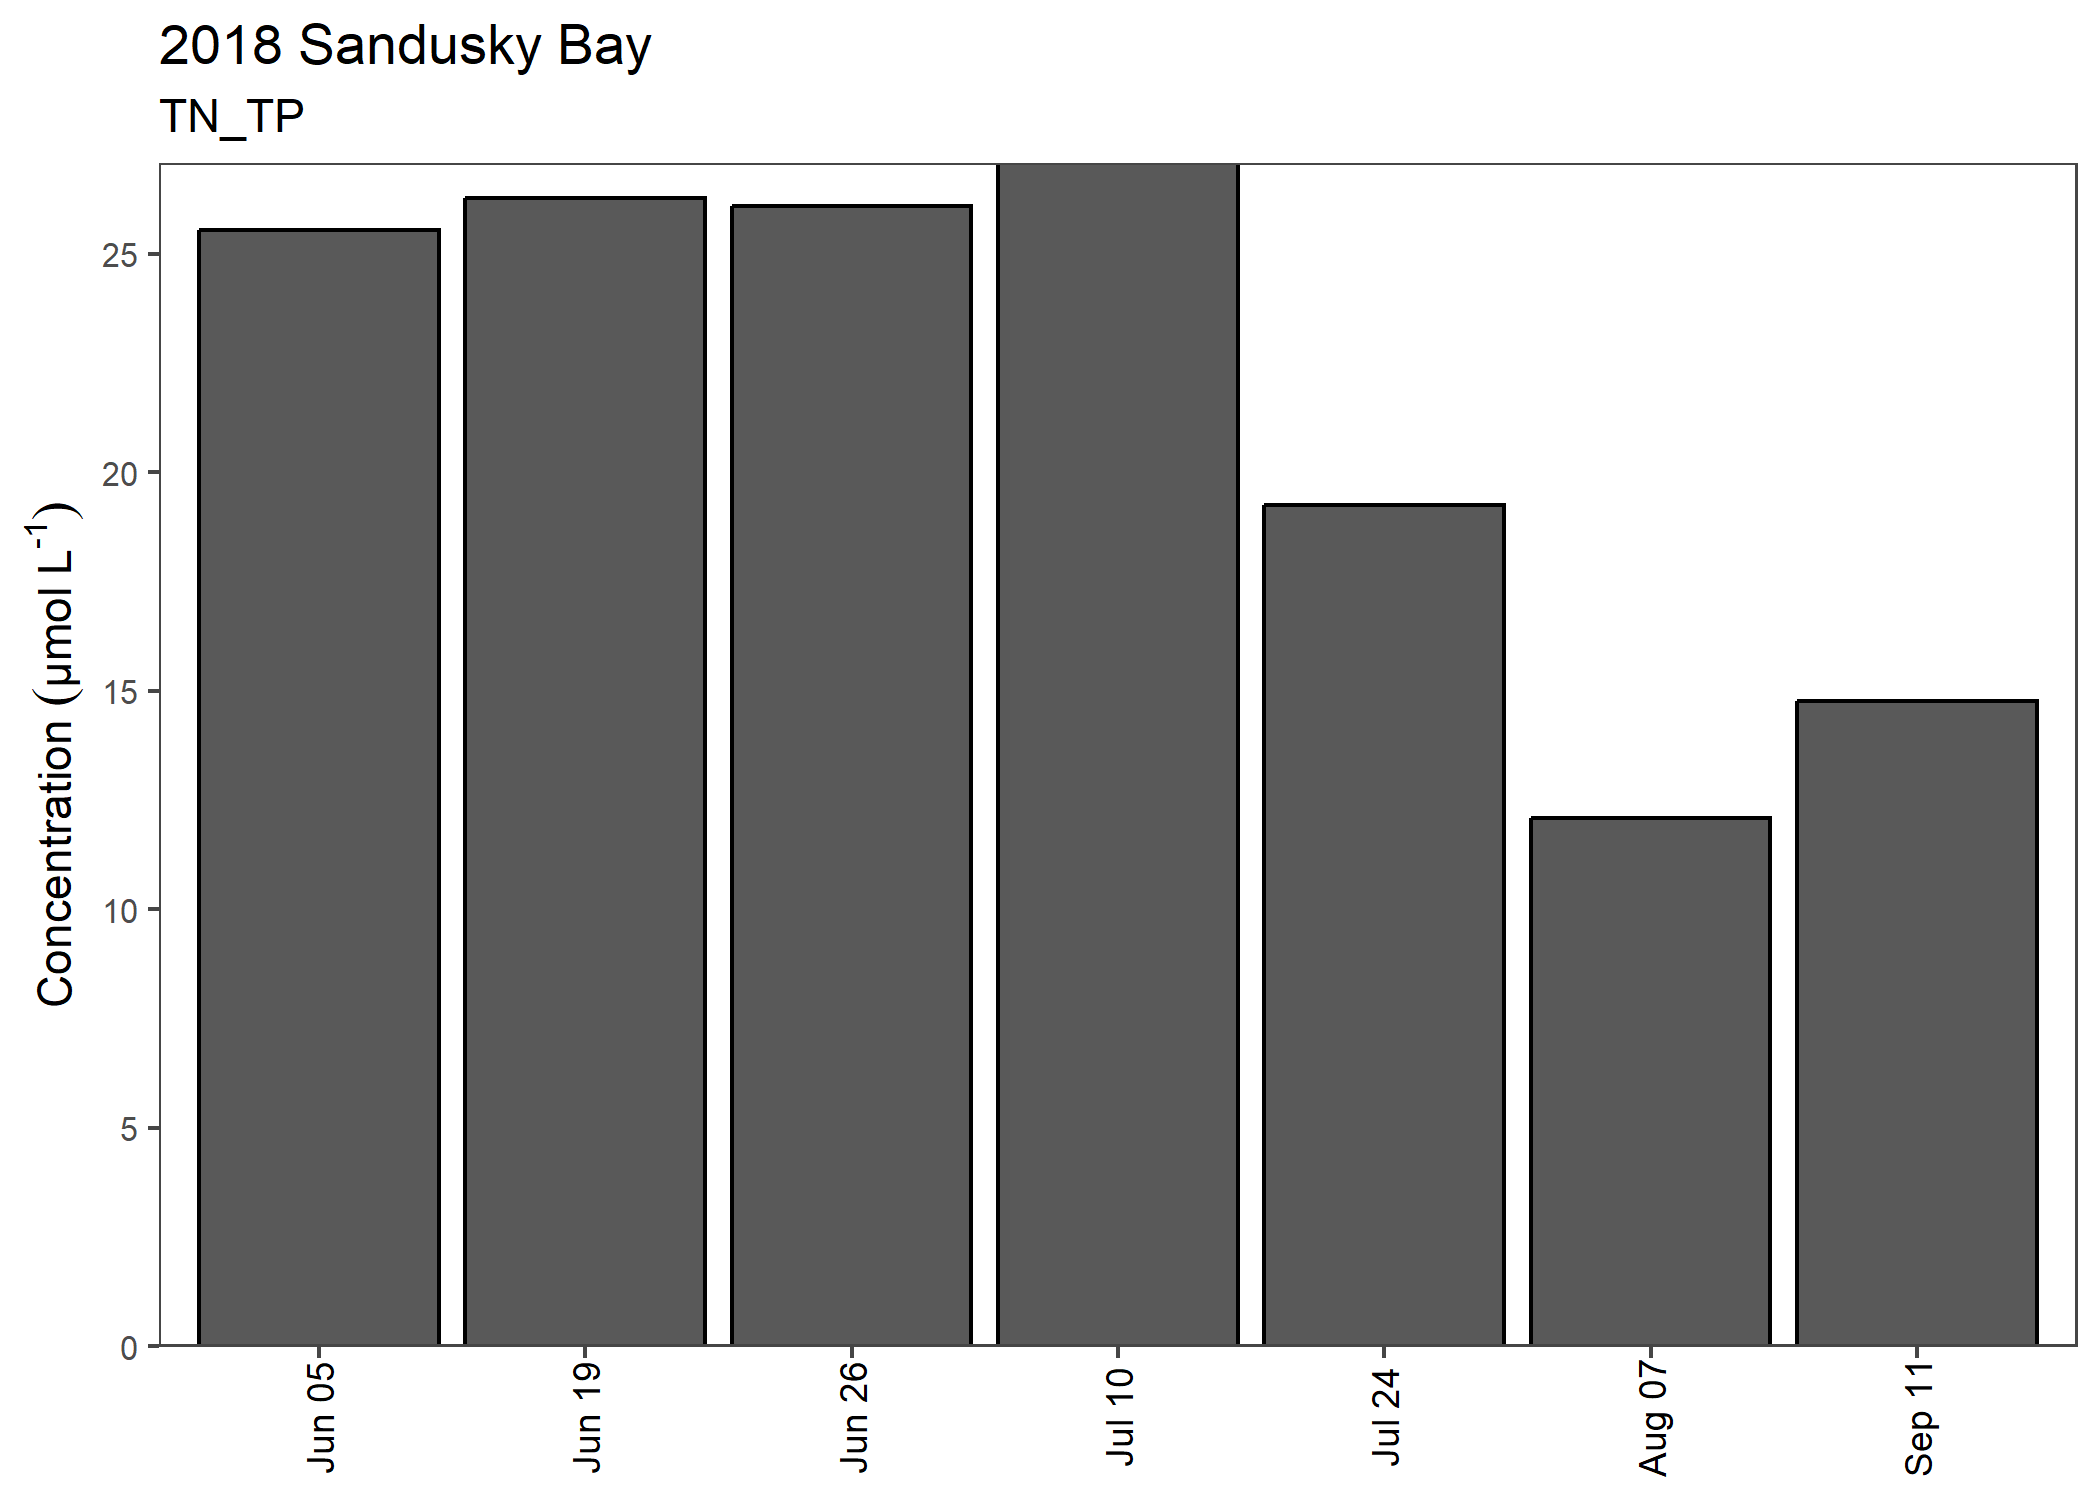 2018 Sandusky Bay
TN_TP
Concentration (μmol L⁻¹)
25
20
15
10
5
0
Jun 05
Jun 19
Jun 26
Jul 10
Jul 24
Aug 07
Sep 11